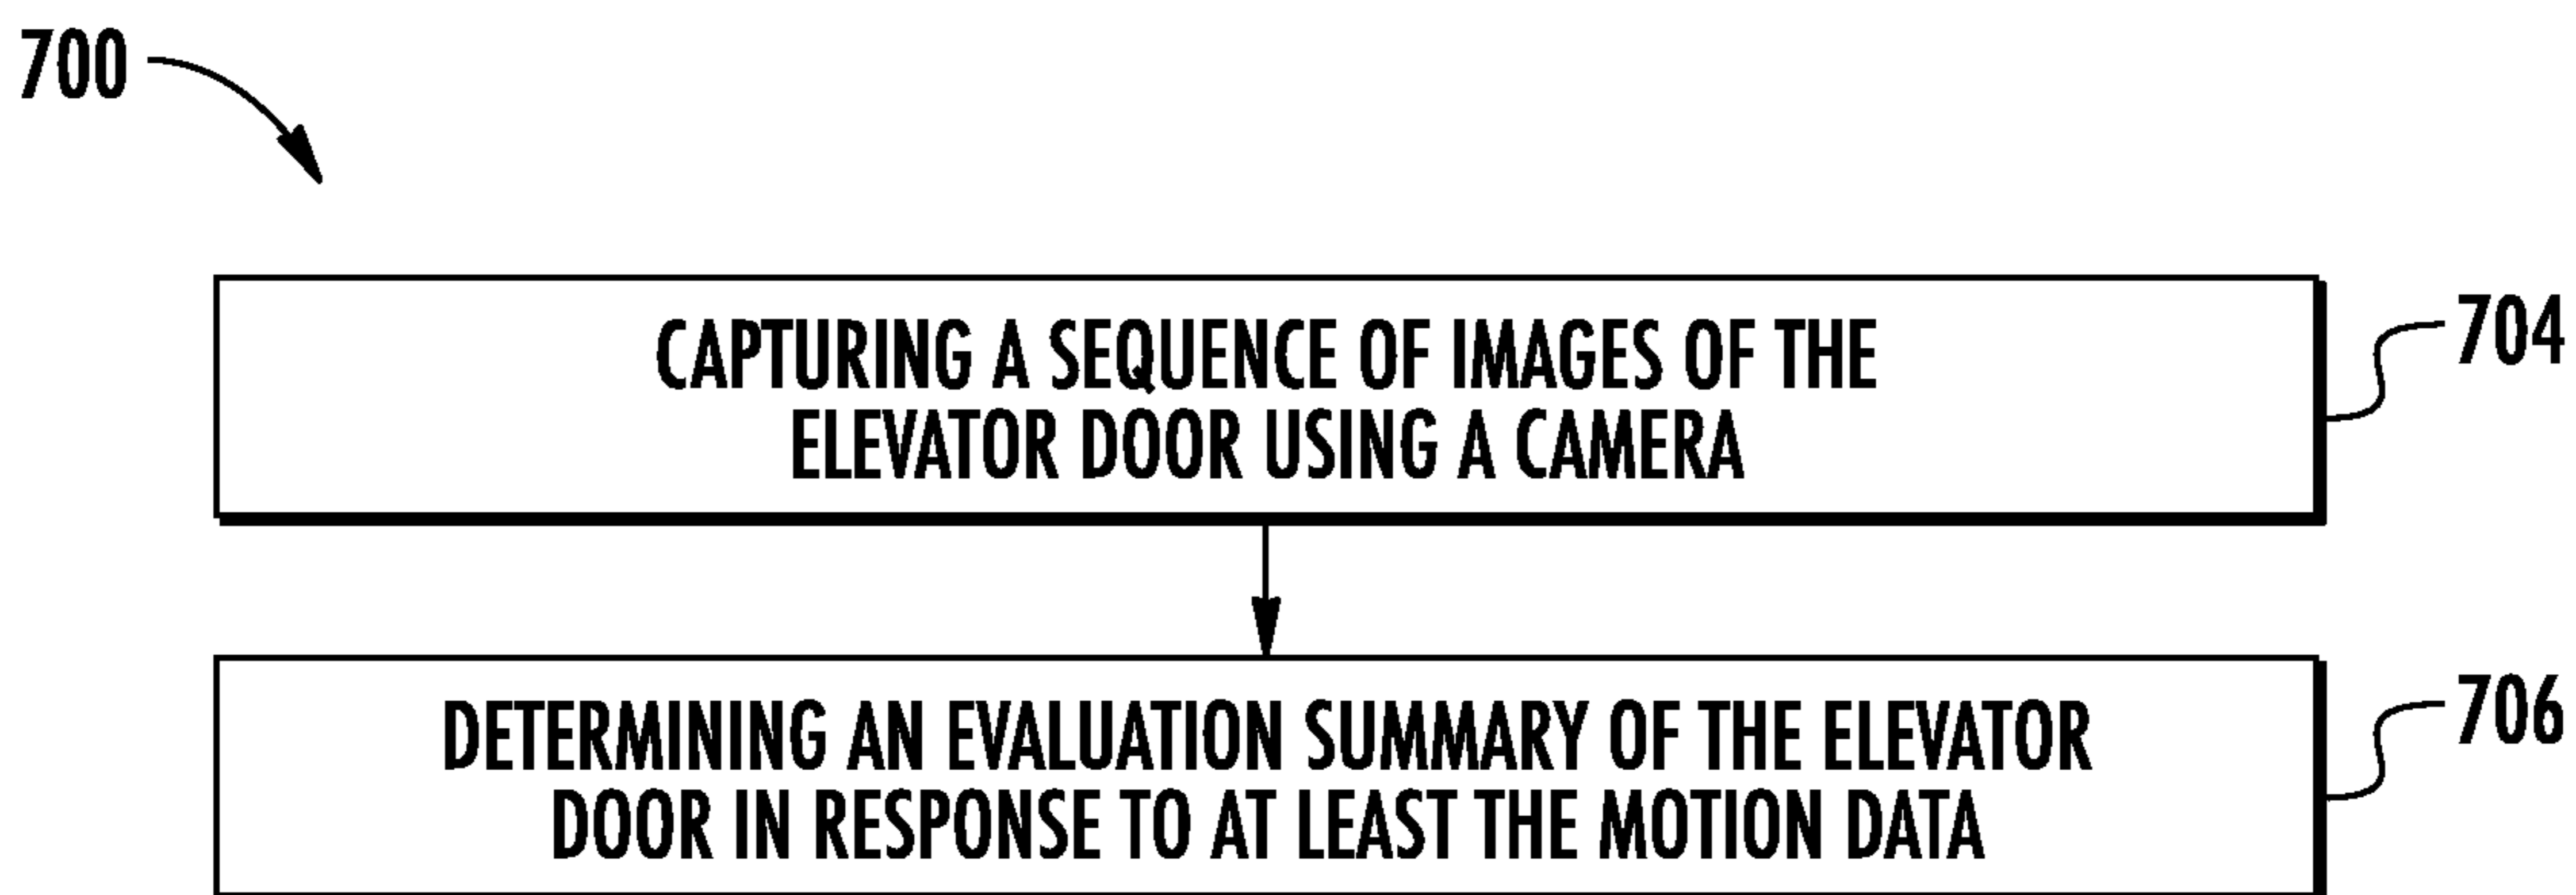 700
CAPTURING A SEQUENCE OF IMAGES OF THE
ELEVATOR DOOR USING A CAMERA
704
DETERMINING AN EVALUATION SUMMARY OF THE ELEVATOR
DOOR IN RESPONSE TO AT LEAST THE MOTION DATA
706